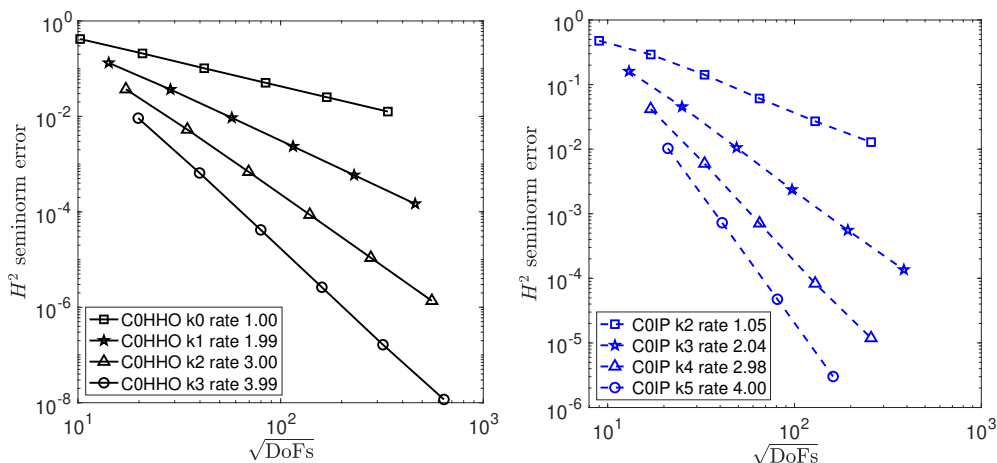 10^0
10^-2
10^-4
10^-6
10^-8
H^2 seminorm error
C0HHO k0 rate 1.00
C0HHO k1 rate 1.99
C0HHO k2 rate 3.00
C0HHO k3 rate 3.99
10^1
10^2
10^3
√DoFs
10^0
10^-1
10^-2
10^-3
10^-4
10^-5
10^-6
H^2 seminorm error
C0IP k2 rate 1.05
C0IP k3 rate 2.04
C0IP k4 rate 2.98
C0IP k5 rate 4.00
10^1
10^2
10^3
√DoFs